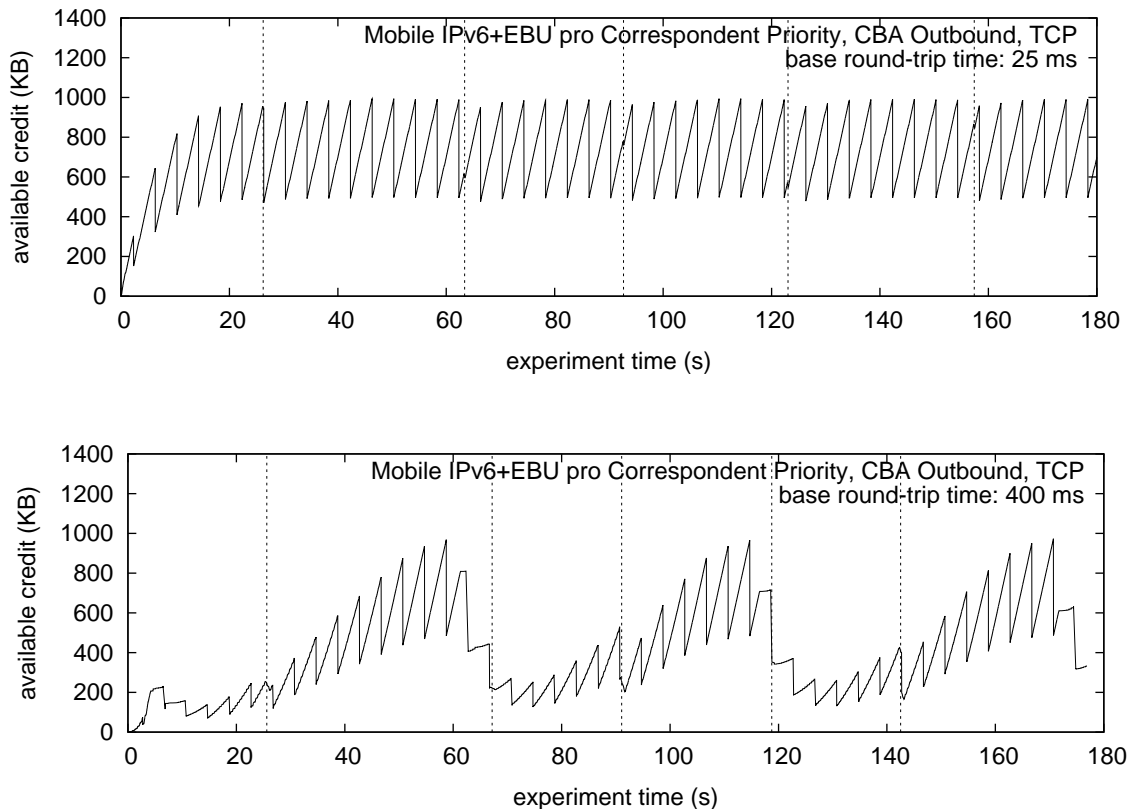 Mobile IPv6+EBU pro Correspondent Priority, CBA Outbound, TCP
base round-trip time: 25 ms
available credit (KB)
1400
1200
1000
800
600
400
200
0
0 20 40 60 80 100 120 140 160 180
experiment time (s)
Mobile IPv6+EBU pro Correspondent Priority, CBA Outbound, TCP
base round-trip time: 400 ms
available credit (KB)
1400
1200
1000
800
600
400
200
0
0 20 40 60 80 100 120 140 160 180
experiment time (s)